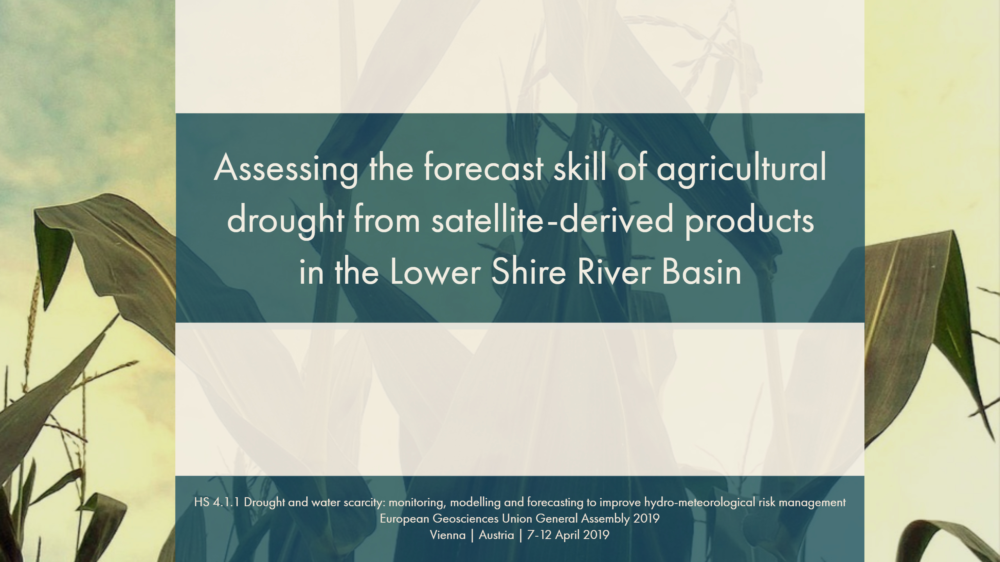 Assessing the forecast skill of agricultural
drought from satellite-derived products
in the Lower Shire River Basin
HS 4.1.1 Drought and water scarcity: monitoring, modelling and forecasting to improve hydro-meteorological risk management
European Geosciences Union General Assembly 2019
Vienna | Austria | 7-12 April 2019